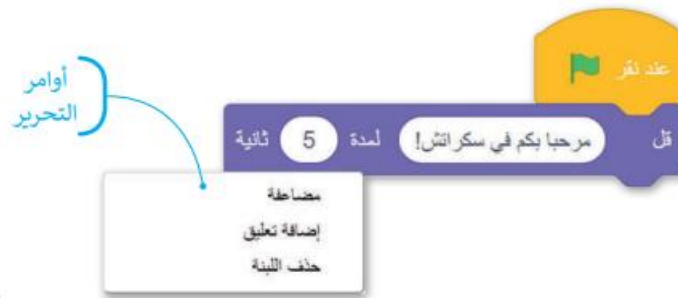 عند نقر
قل مرحبا بكم في سكراتش! لمدة 5 ثانية
أوامر
التحرير
مضاعفة
إضافة تعليق
حذف اللبنة